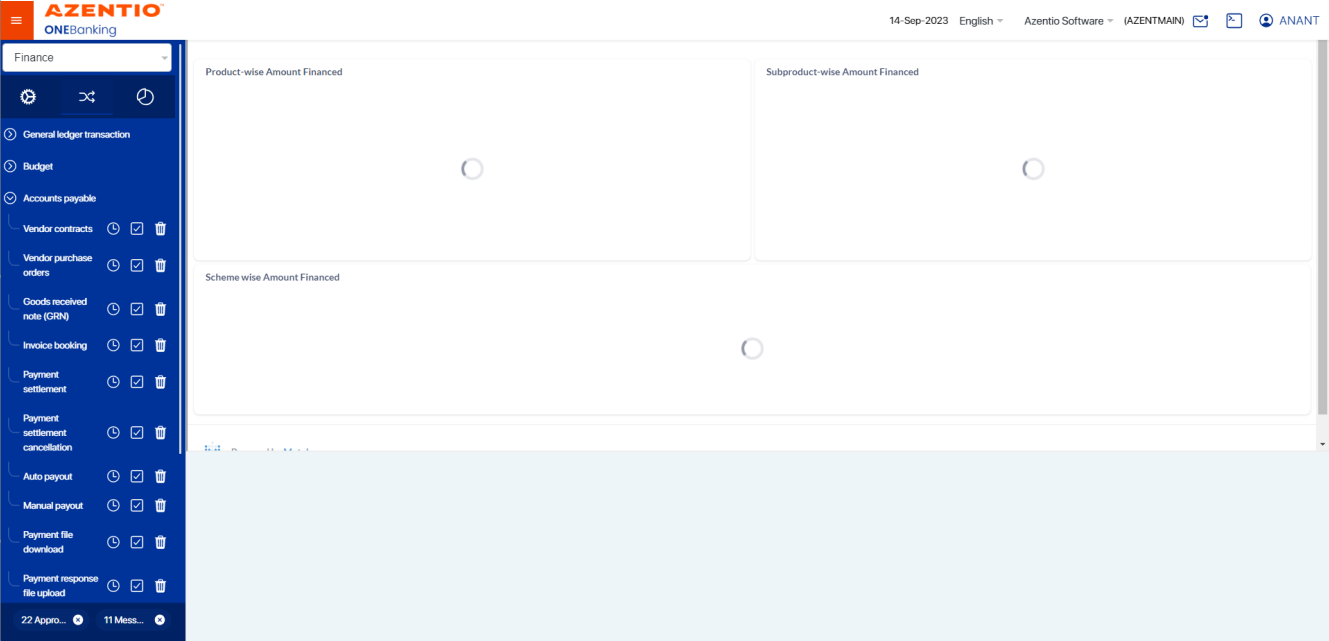 AZENTIO
ONEBanking
14-Sep-2023 English Azentio Software (AZENTMAIN) ANANT
Finance
General ledger transaction
Budget
Accounts payable
Vendor contracts
Vendor purchase
orders
Goods received
note (GRN)
Invoice booking
Payment
settlement
Payment
settlement
cancellation
Auto payout
Manual payout
Payment file
download
Payment response
file upload
22 Appro... 11 Mess...
Product-wise Amount Financed
Subproduct-wise Amount Financed
Scheme wise Amount Financed